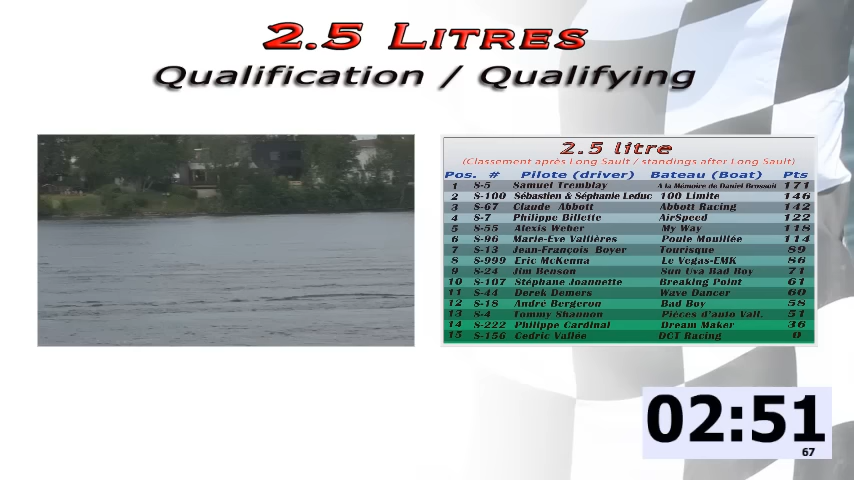 2.5 Litres
Qualification / Qualifying
2.5 litre
(Classement après Long Sault / standings after Long Sault)
Pos. # Pilote (driver) Bateau (Boat) Pts
1 S-5 Samuel Tremblay A la Mémoire de Daniel Brossoit 171
2 S-100 Sébastien & Séphanie Leduc 100 Limite 146
3 S-67 Claude Abbott Abbott Racing 142
4 S-7 Philippe Billette AirSpeed 122
5 S-55 Alexis Weber My Way 118
6 S-96 Marie-Eve Vallières Poule Mouillée 114
7 S-13 Jean-François Boyer Tourisque 89
8 S-999 Eric McKenna Le Vegas-EMK 86
9 S-24 Jim Benson Sun Uva Bad Boy 71
10 S-107 Stéphane Joannette Breaking Point 61
11 S-44 Derek Demers Wave Dancer 60
12 S-18 André Bergeron Bad Boy 58
13 S-4 Tommy Shannon Pièces d'auto Vall. 51
14 S-222 Philippe Cardinal Dream Maker 36
15 S-156 Cédric Vallée DCT Racing 0
02:51
67